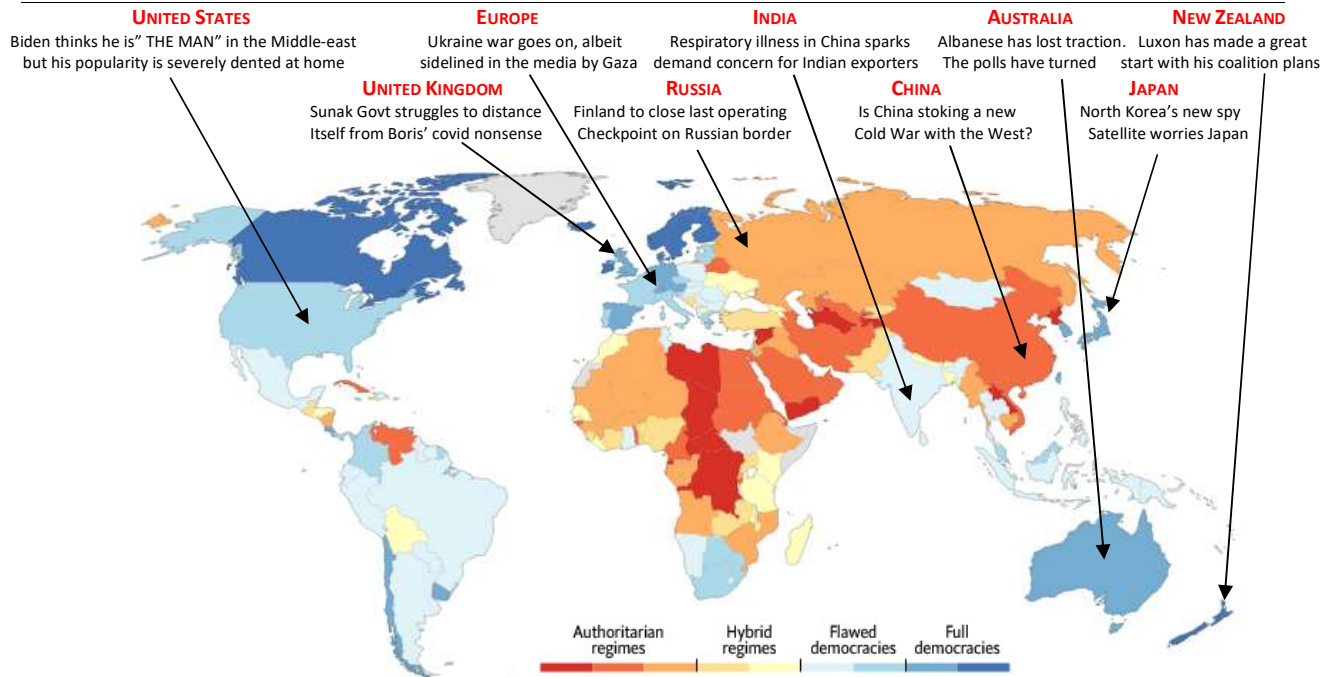 UNITED STATES
Biden thinks he is” THE MAN” in the Middle-east
but his popularity is severely dented at home
EUROPE
Ukraine war goes on, albeit
sidelined in the media by Gaza
INDIA
Respiratory illness in China sparks
demand concern for Indian exporters
AUSTRALIA
Albanese has lost traction.
The polls have turned
NEW ZEALAND
Luxon has made a great
start with his coalition plans
UNITED KINGDOM
Sunak Govt struggles to distance
Itself from Boris’ covid nonsense
RUSSIA
Finland to close last operating
Checkpoint on Russian border
CHINA
Is China stoking a new
Cold War with the West?
JAPAN
North Korea’s new spy
Satellite worries Japan
Authoritarian
regimes
Hybrid
regimes
Flawed
democracies
Full
democracies